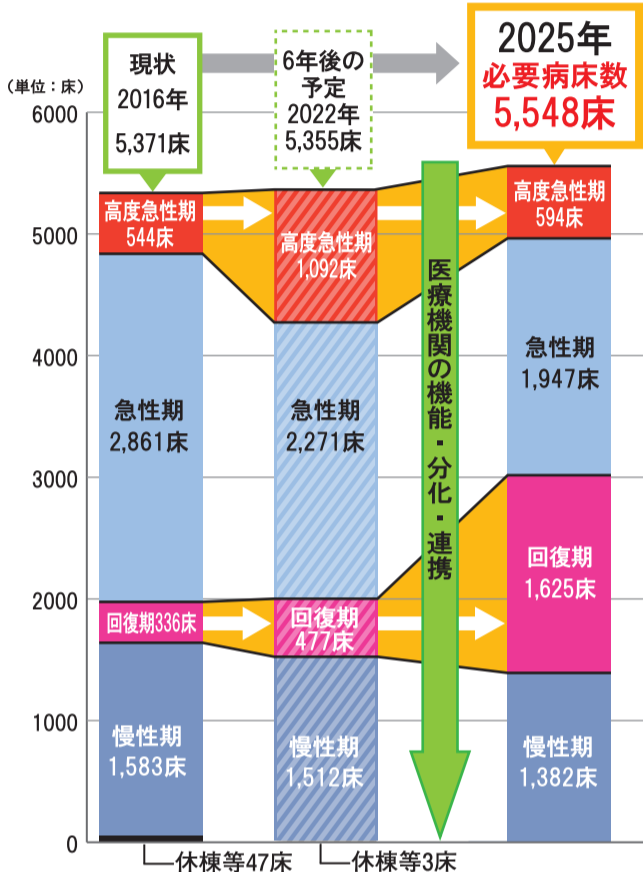 (単位：床)
現状
2016年
5,371床
6年後の
予定
2022年
5,355床
2025年
必要病床数
5,548床
6000
5000
4000
3000
2000
1000
0
高度急性期
544床
急性期
2,861床
回復期336床
慢性期
1,583床
休棟等47床
高度急性期
1,092床
急性期
2,271床
回復期
477床
慢性期
1,512床
休棟等3床
医療機関の機能・分化・連携
高度急性期
594床
急性期
1,947床
回復期
1,625床
慢性期
1,382床